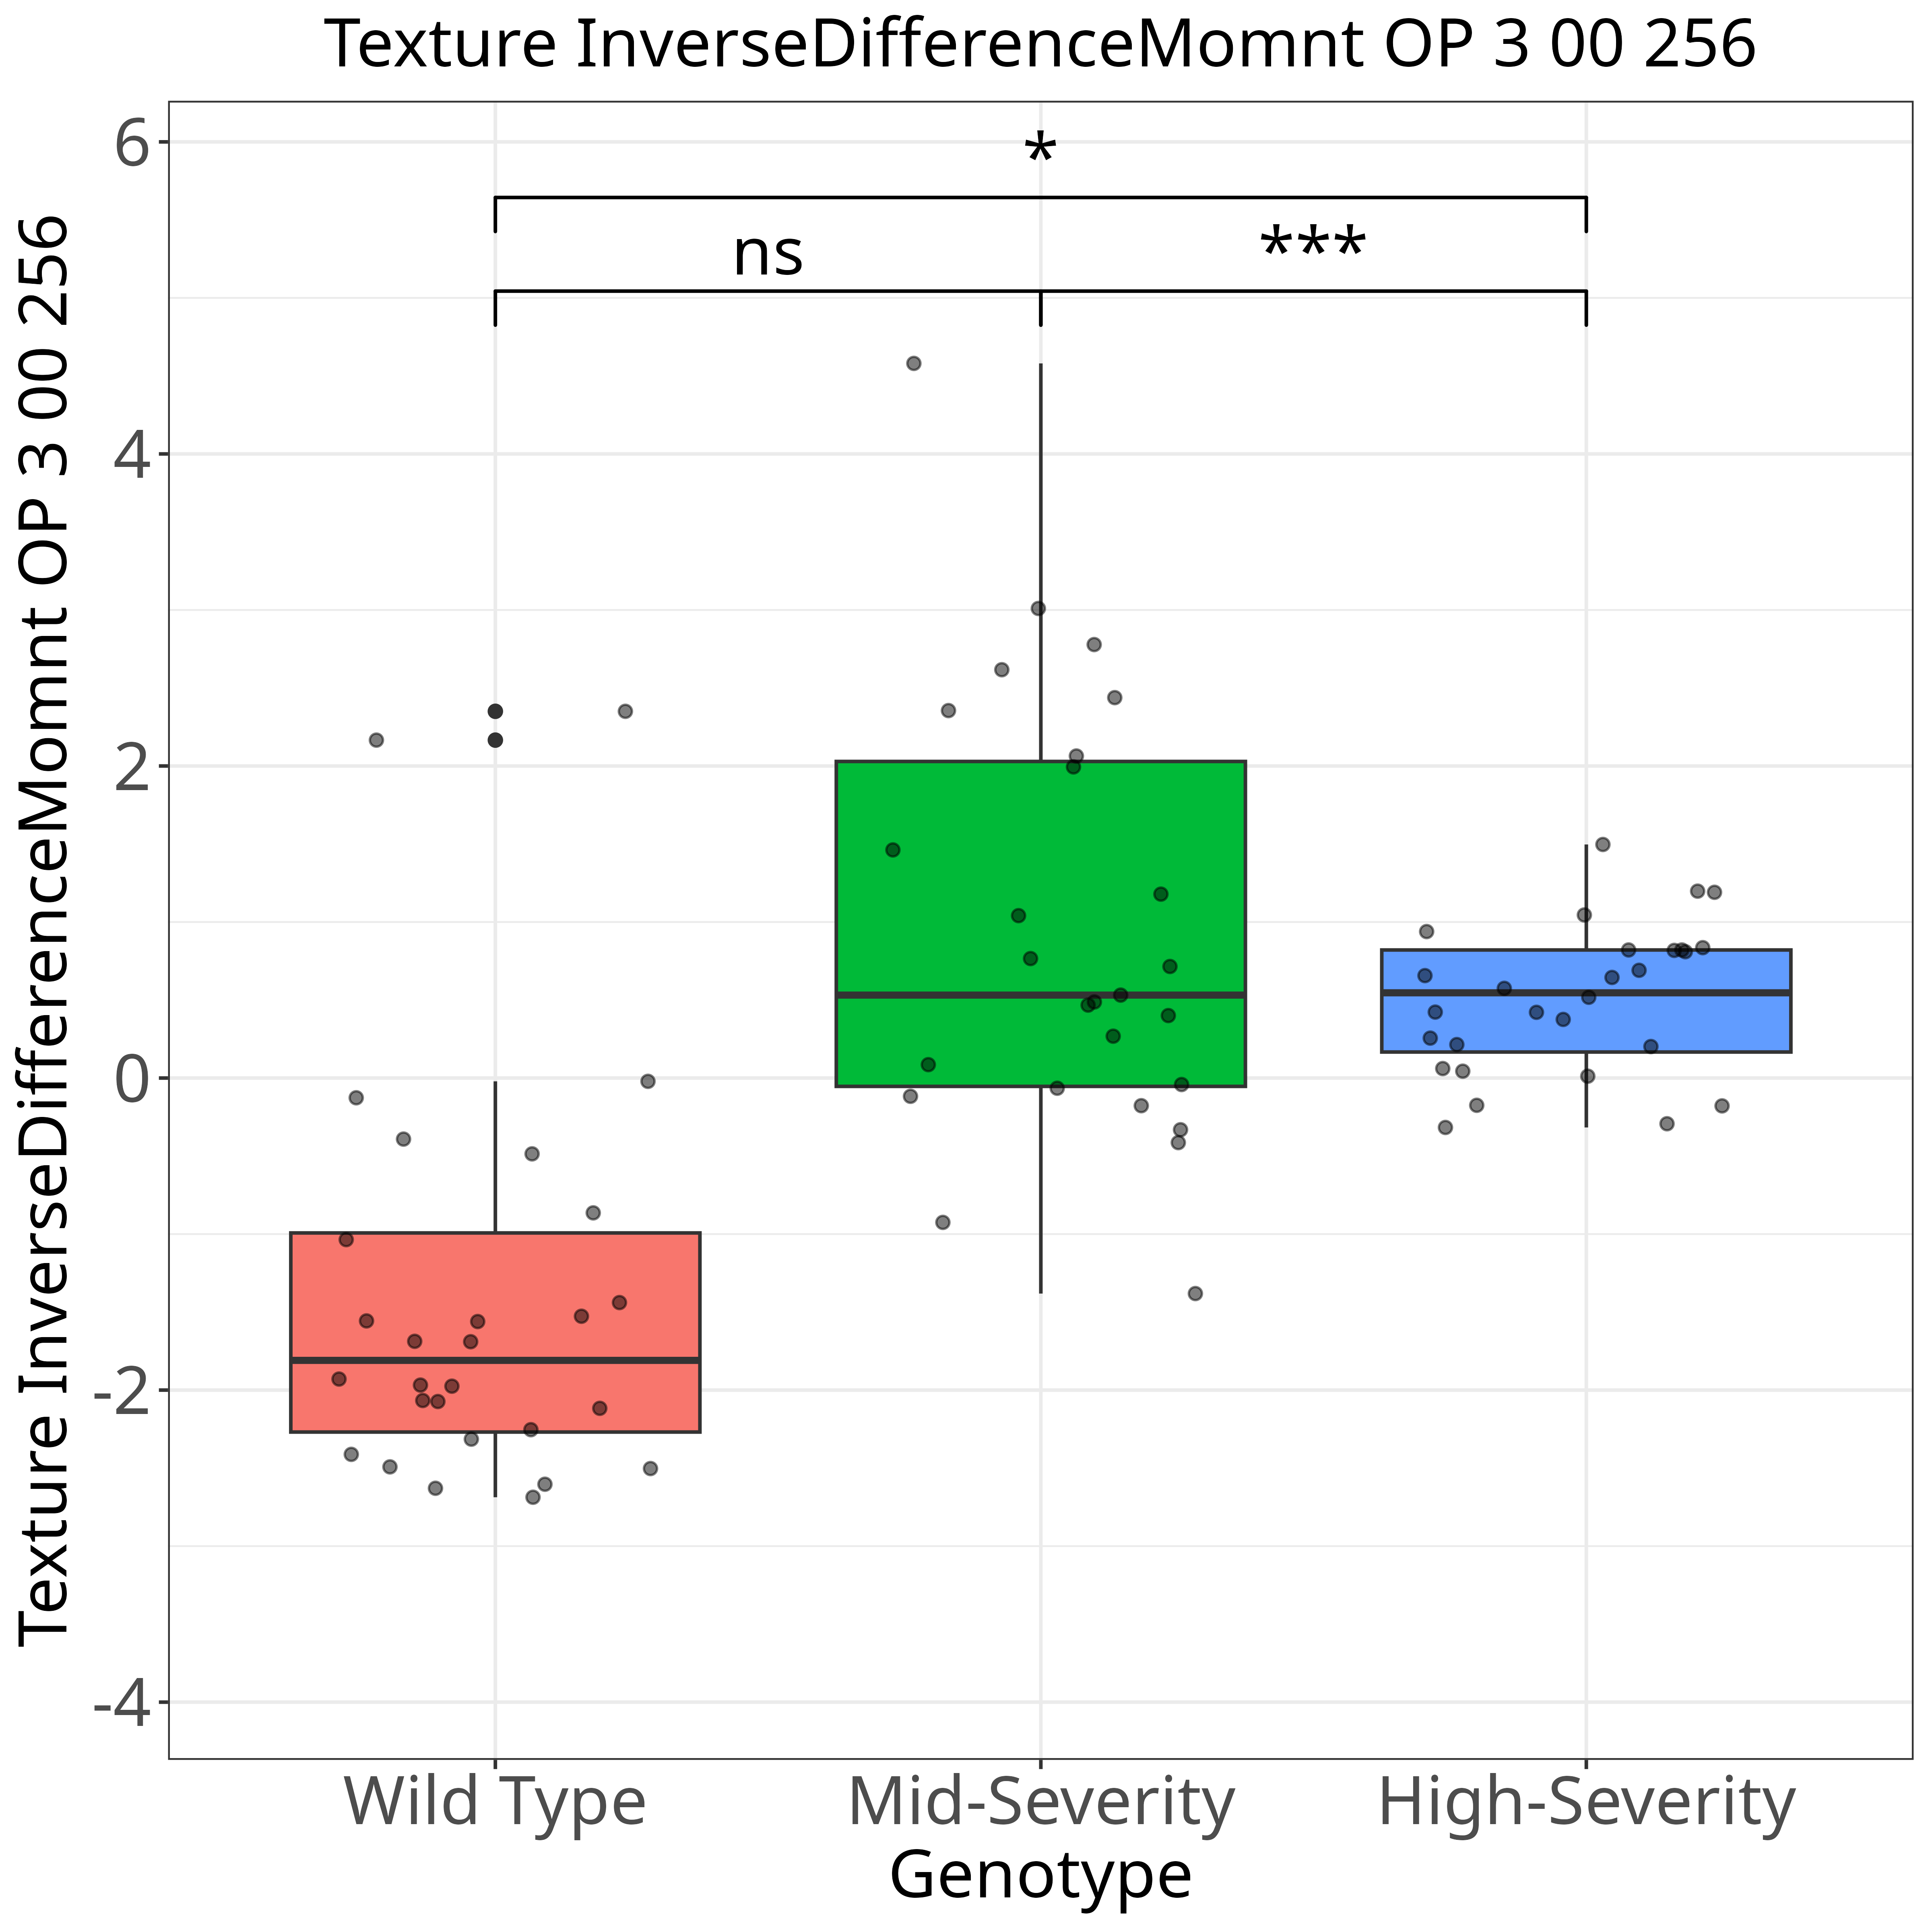 Texture InverseDifferenceMomnt OP 3 00 256
Texture InverseDifferenceMomnt OP 3 00 256
6
4
2
0
-2
-4
*
ns
***
Wild Type
Mid-Severity
High-Severity
Genotype